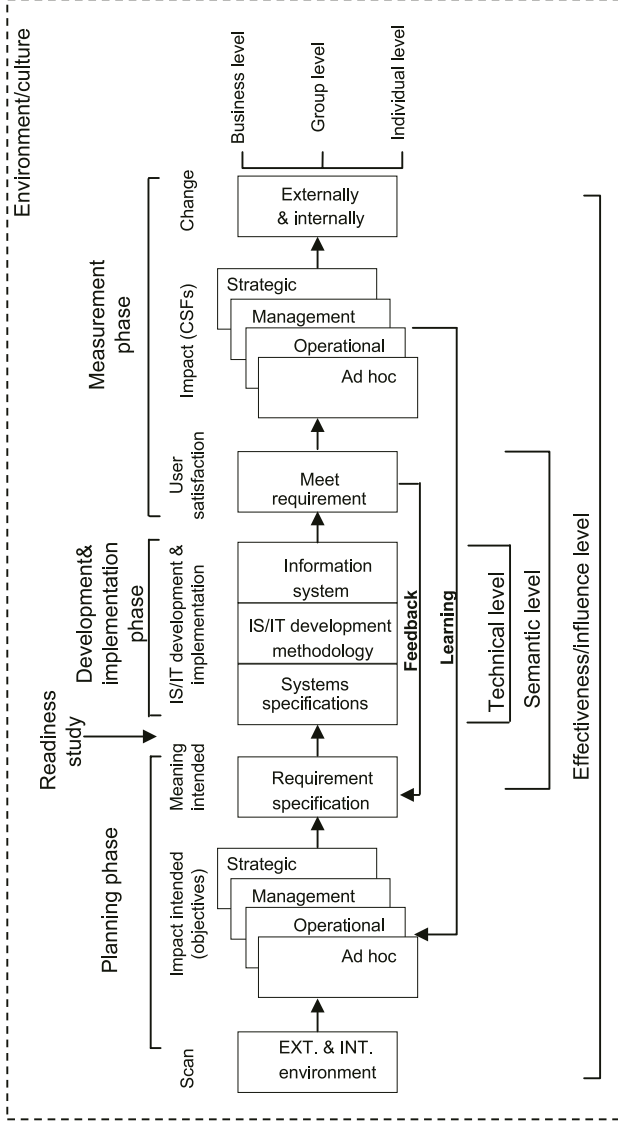 Environment/culture
Business level
Group level
Individual level
Measurement
phase
Change
Externally
& internally
Impact (CSFs)
Strategic
Management
Operational
Ad hoc
User
satisfaction
Meet
requirement
Development&
implementation
phase
IS/IT development &
implementation
Information
system
IS/IT development
methodology
Systems
specifications
Feedback
Learning
Technical level
Semantic level
Effectiveness/influence level
Readiness
study
Planning phase
Meaning
intended
Requirement
specification
Impact intended
(objectives)
Strategic
Management
Operational
Ad hoc
Scan
EXT. & INT.
environment